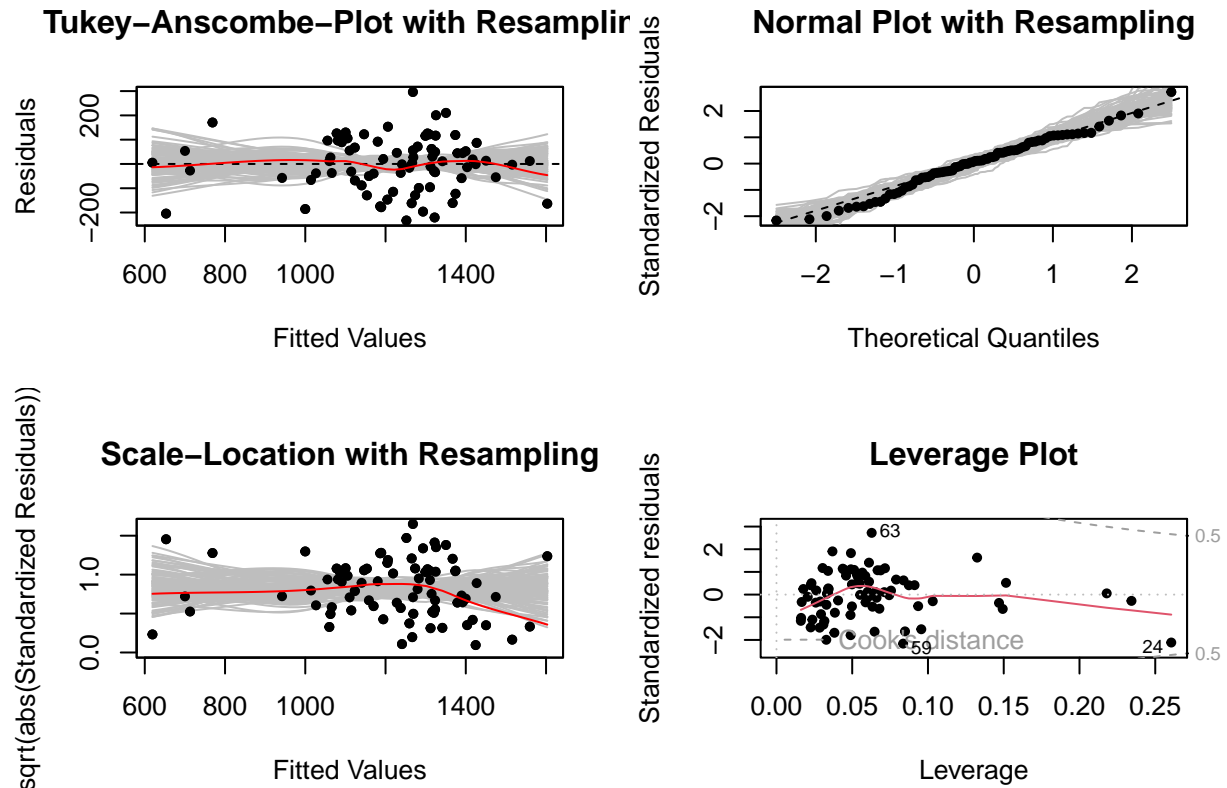 Tukey−Anscombe−Plot with Resamplin
Residuals
200
−200
600 800 1000 1400
Fitted Values
Normal Plot with Resampling
Standardized Residuals
2
0
−2
−2 −1 0 1 2
Theoretical Quantiles
Scale−Location with Resampling
sqrt(abs(Standardized Residuals))
1.0
0.0
600 800 1000 1400
Fitted Values
Leverage Plot
Standardized residuals
2
0
−2
63
0.5
Cook's distance
59
24
0.5
0.00 0.05 0.10 0.15 0.20 0.25
Leverage